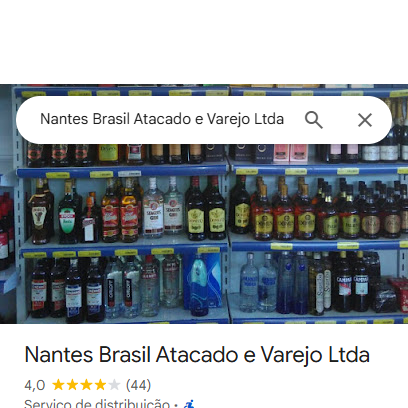 Nantes Brasil Atacado e Varejo Ltda
Nantes Brasil Atacado e Varejo Ltda
4,0 (44)
Serviço de distribuição ·